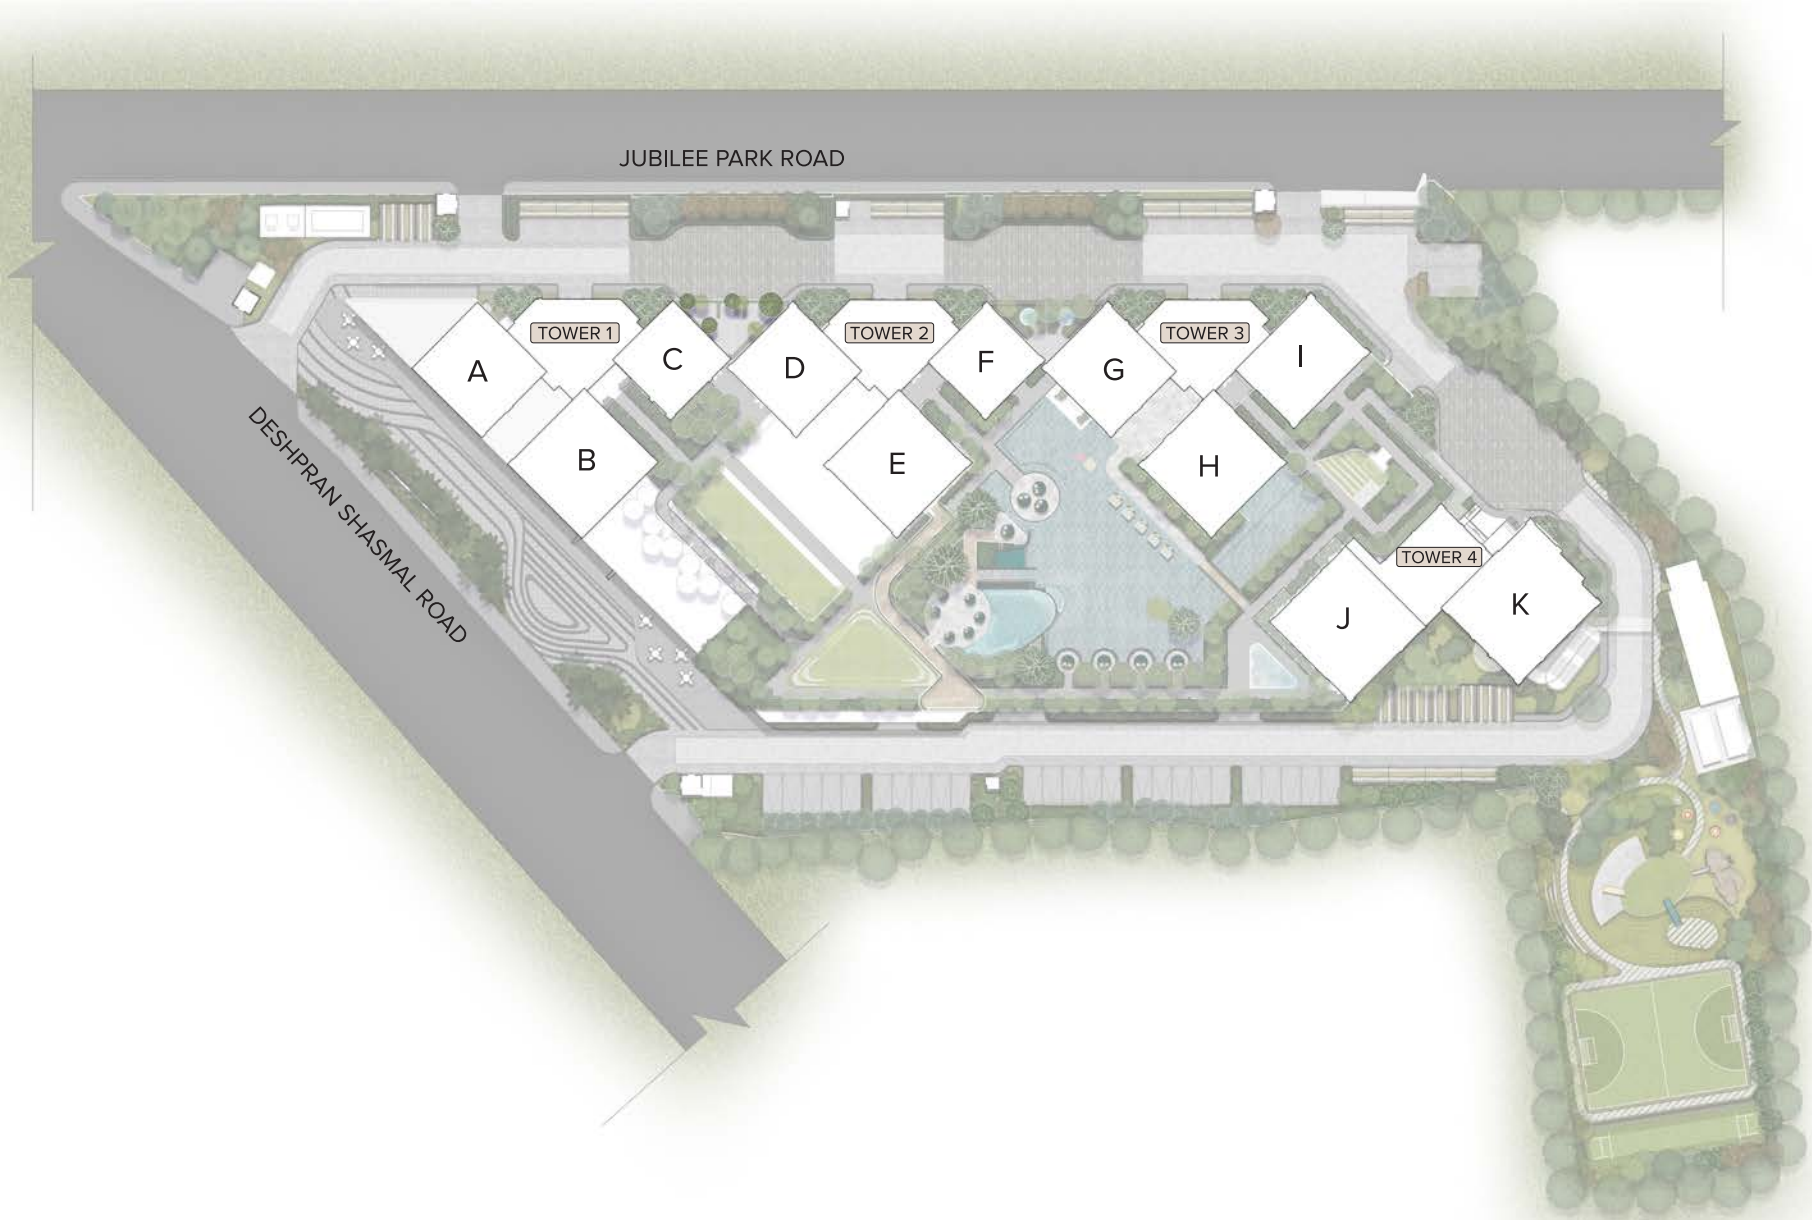 JUBILEE PARK ROAD
DESHPRAN SHASMAL ROAD
TOWER 1
TOWER 2
TOWER 3
A
C
D
F
G
I
B
E
H
TOWER 4
J
K